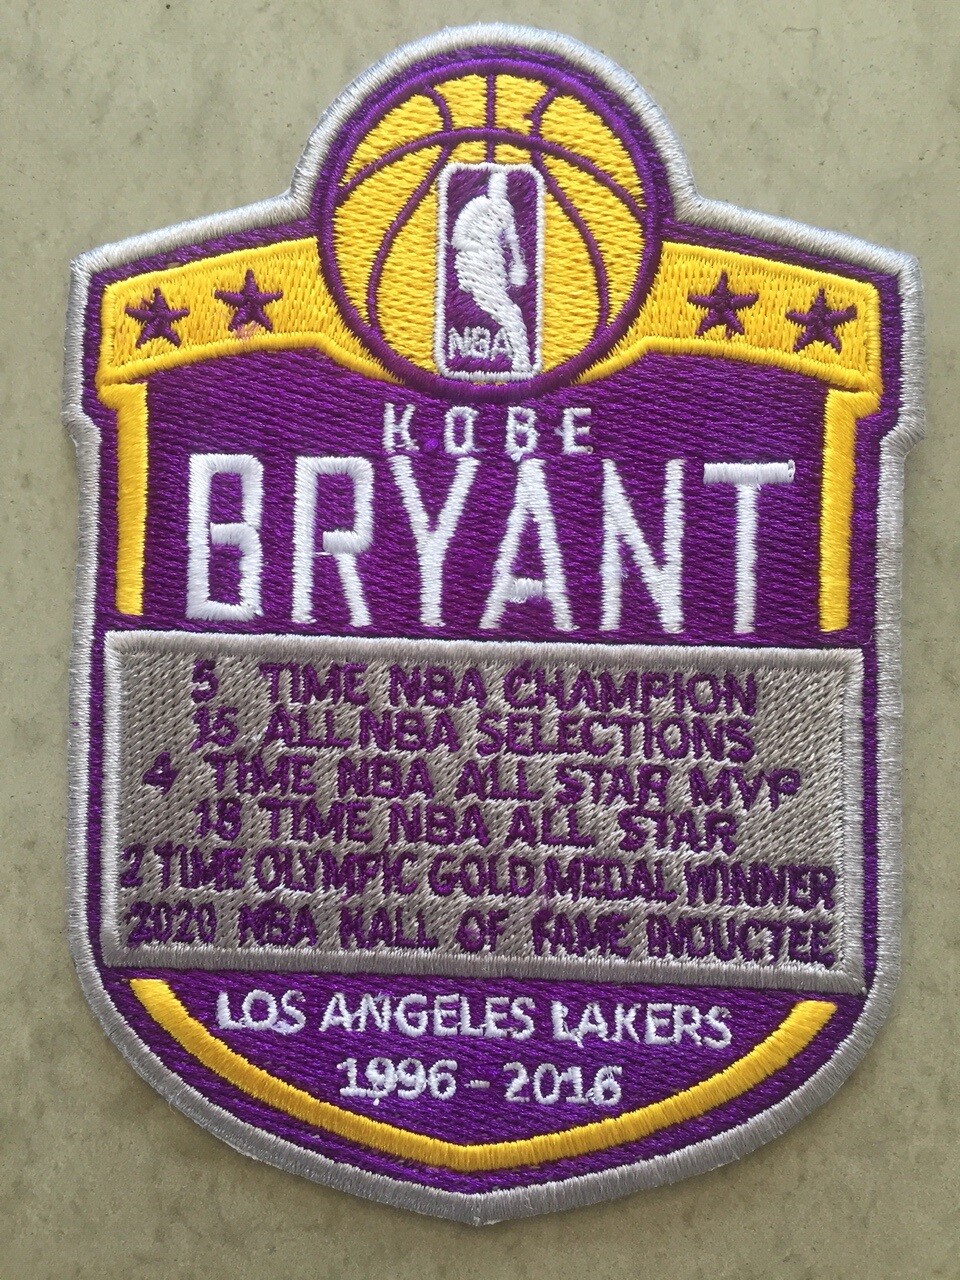 NBA
KOBE
BRYANT
5 TIME NBA CHAMPION
15 ALL NBA SELECTIONS
4 TIME NBA ALL STAR MVP
18 TIME NBA ALL STAR
2 TIME OLYMPIC GOLD MEDAL WINNER
2020 NBA HALL OF FAME INDUCTEE
LOS ANGELES LAKERS
1996 - 2016